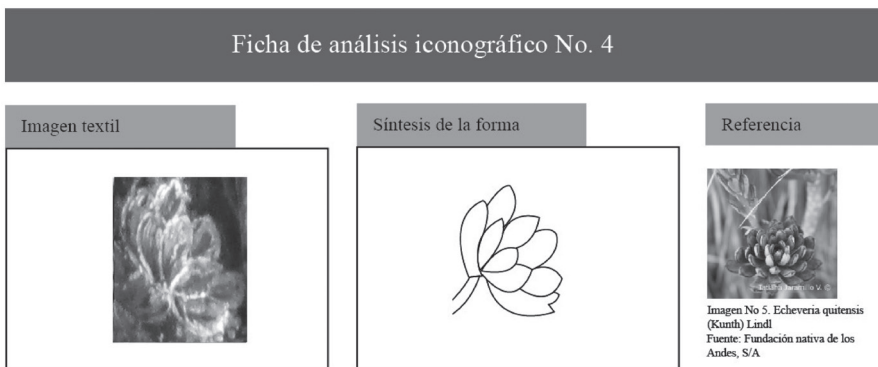 Ficha de análisis iconográfico No. 4
Imagen textil
Síntesis de la forma
Referencia
Imagen No 5. Echeveria quitensis
(Kunth) Lindl
Fuente: Fundación nativa de los
Andes, S/A